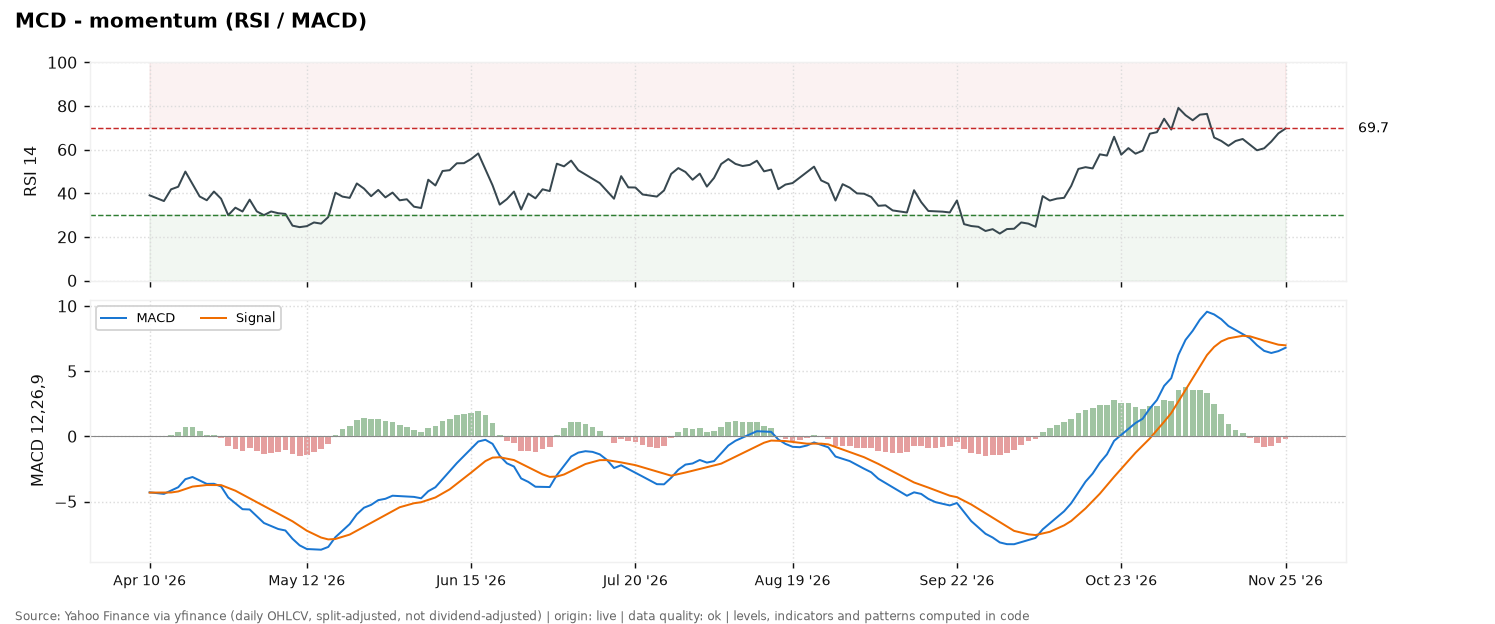 MCD - momentum (RSI / MACD)
100
80
60
40
20
0
RSI 14
69.7
10
5
0
−5
MACD 12,26,9
MACD
Signal
Apr 10 '26
May 12 '26
Jun 15 '26
Jul 20 '26
Aug 19 '26
Sep 22 '26
Oct 23 '26
Nov 25 '26
Source: Yahoo Finance via yfinance (daily OHLCV, split-adjusted, not dividend-adjusted) | origin: live | data quality: ok | levels, indicators and patterns computed in code